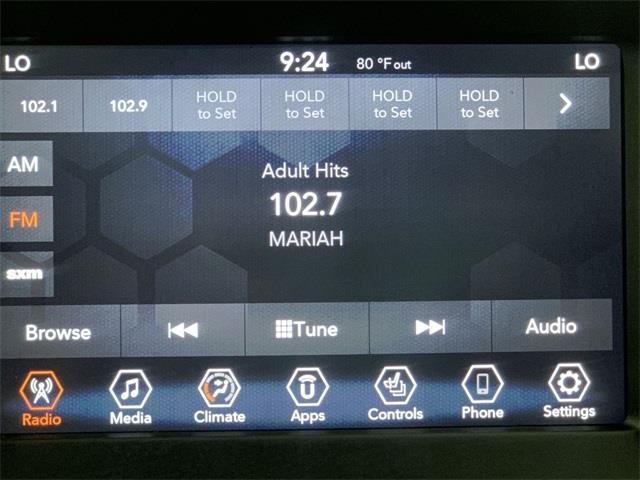 LO 9:24 80 °F out LO
102.1 102.9 HOLD to Set HOLD to Set HOLD to Set HOLD to Set
AM
Adult Hits
FM
102.7
MARIAH
sxm
Browse Tune Audio
Radio Media Climate Apps Controls Phone Settings